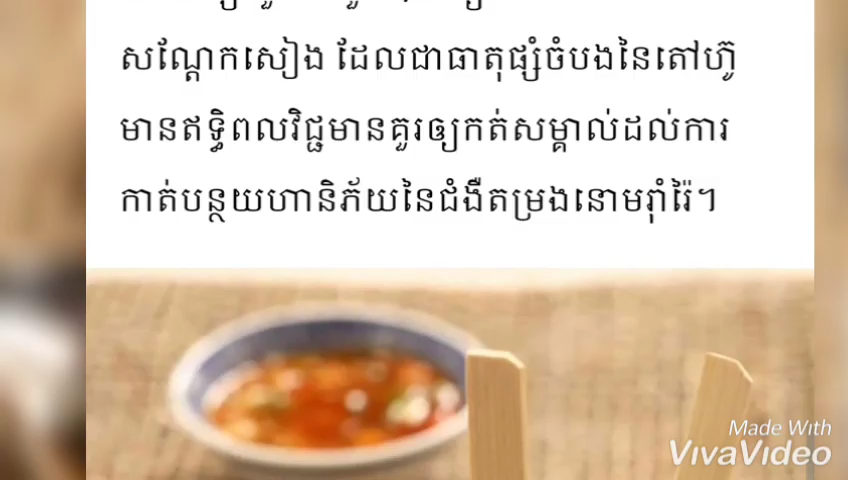 សណ្ដែកសៀង ដែលជាធាតុផ្សំចំបងនៃតៅហ៊ូ
មានឥទ្ធិពលវិជ្ជមានគួរឲ្យកត់សម្គាល់ដល់ការ
កាត់បន្ថយហានិភ័យនៃជំងឺតម្រងនោមរ៉ាំរ៉ៃ។
Made With
VivaVideo